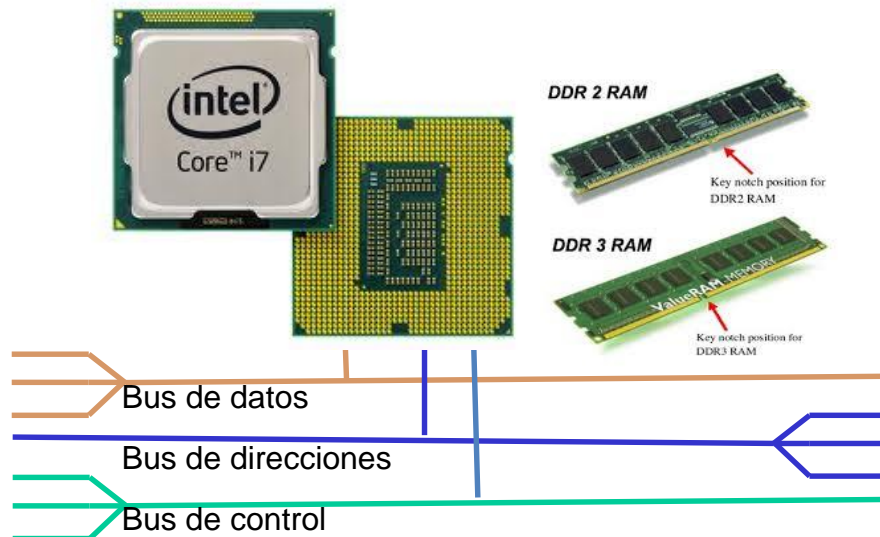 intel
Core™ i7
DDR 2 RAM
Key notch position for
DDR2 RAM
DDR 3 RAM
ValueRAM MEMORY
Key notch position for
DDR3 RAM
Bus de datos
Bus de direcciones
Bus de control